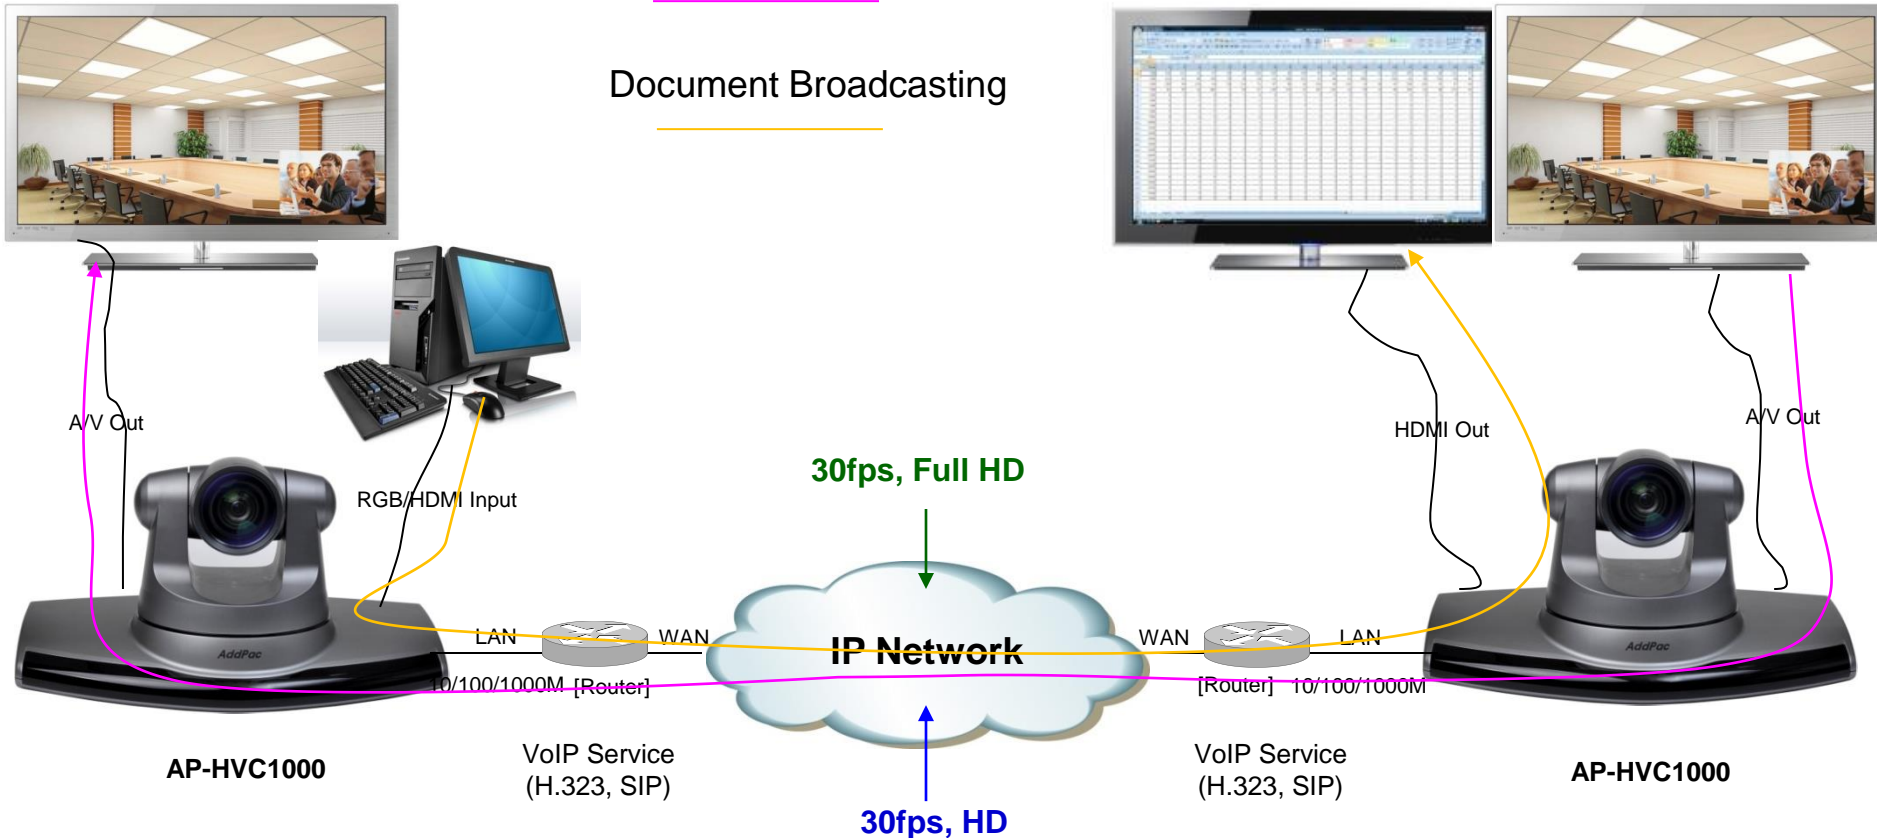 Document Broadcasting
A/V Out
RGB/HDMI Input
HDMI Out
A/V Out
30fps, Full HD
LAN
WAN
IP Network
WAN
LAN
AddPac
AddPac
10/100/1000M
[Router]
[Router]
10/100/1000M
AP-HVC1000
VoIP Service
(H.323, SIP)
VoIP Service
(H.323, SIP)
AP-HVC1000
30fps, HD